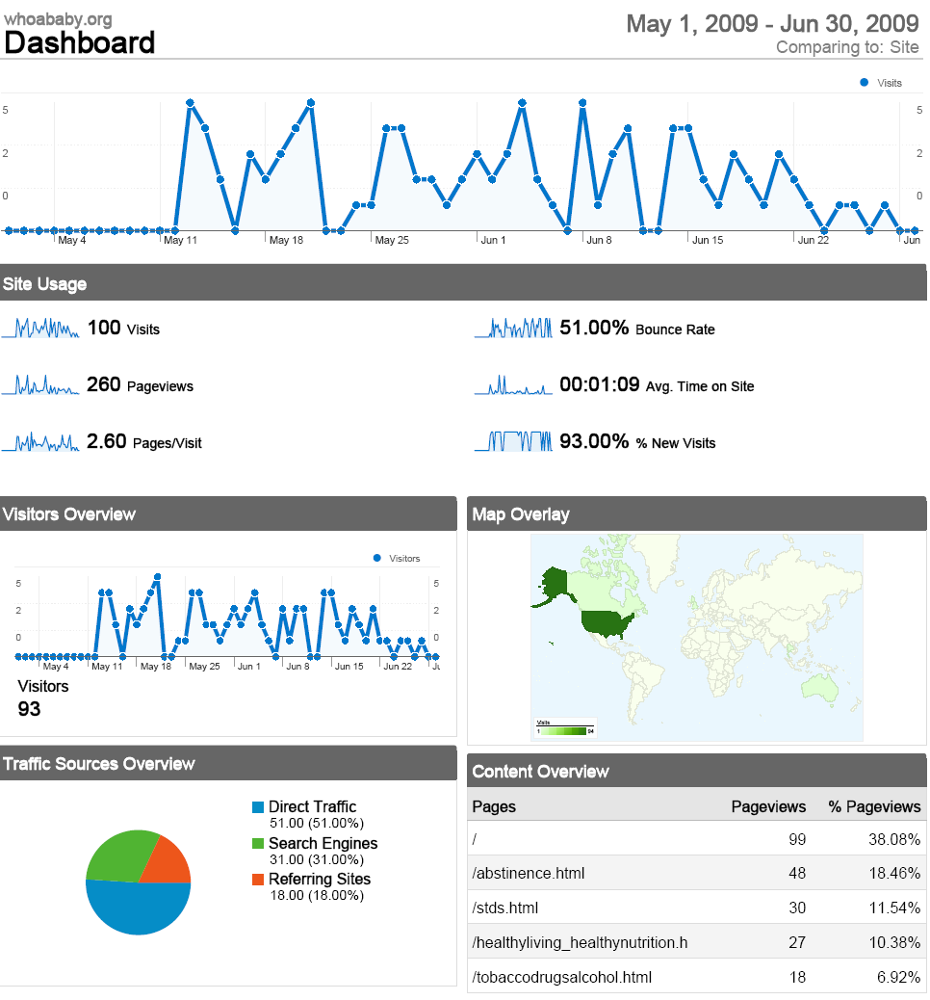 whoababy.org
Dashboard
May 1, 2009 - Jun 30, 2009
Comparing to: Site
Visits
5
5
2
2
0
0
May 4
May 11
May 18
May 25
Jun 1
Jun 8
Jun 15
Jun 22
Jun
Site Usage
100 Visits
51.00% Bounce Rate
260 Pageviews
00:01:09 Avg. Time on Site
2.60 Pages/Visit
93.00% % New Visits
Visitors Overview
Visitors
5
5
2
2
0
0
May 4
May 11
May 18
May 25
Jun 1
Jun 8
Jun 15
Jun 22
Ju
Visitors
93
Map Overlay
Visits
1
94
Traffic Sources Overview
Direct Traffic
51.00 (51.00%)
Search Engines
31.00 (31.00%)
Referring Sites
18.00 (18.00%)
Content Overview
Pages Pageviews % Pageviews
/ 99 38.08%
/abstinence.html 48 18.46%
/stds.html 30 11.54%
/healthyliving_healthynutrition.h 27 10.38%
/tobaccodrugsalcohol.html 18 6.92%